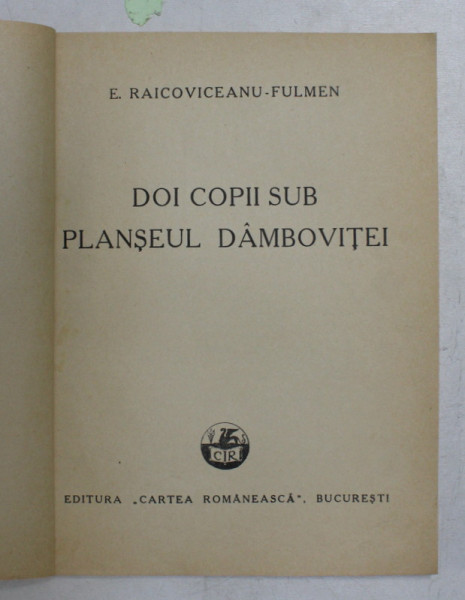 E. RAICOVICEANU-FULMEN
DOI COPII SUB
PLANȘEUL DÂMBOVIȚEI
C R
EDITURA „CARTEA ROMÂNEASCĂ", BUCUREȘTI